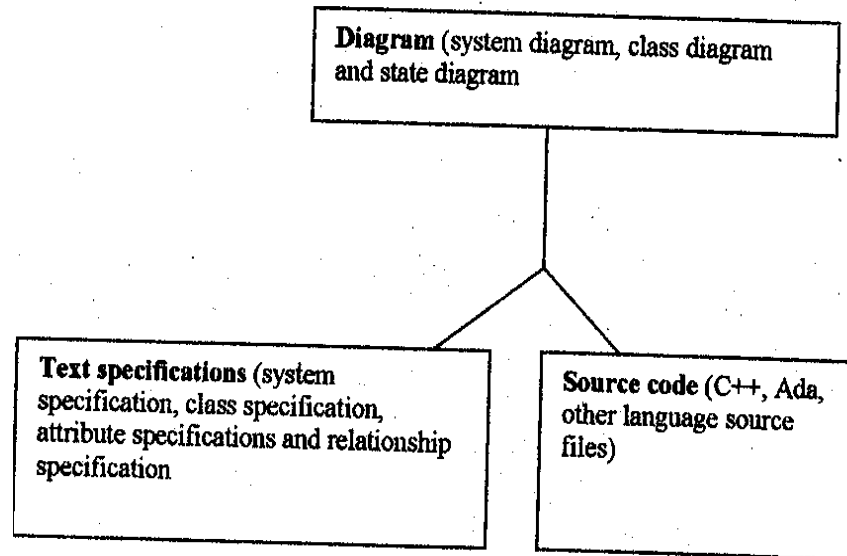 Diagram (system diagram, class diagram
and state diagram
Text specifications (system
specification, class specification,
attribute specifications and relationship
specification
Source code (C++, Ada,
other language source
files)